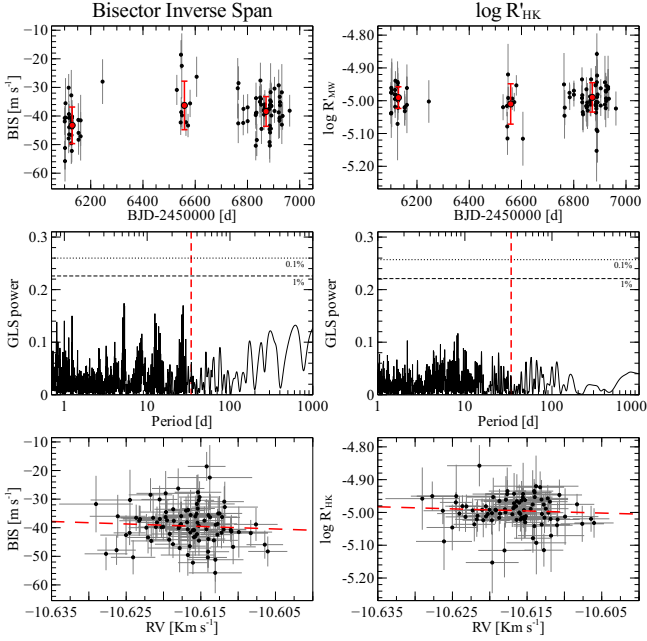 Bisector Inverse Span
log R'HK
−10
−20
−30
−40
−50
−60
BIS [m s-1]
6200 6400 6600 6800 7000
BJD-2450000 [d]
-4.80
-4.90
-5.00
-5.10
-5.20
log R'MW
6200 6400 6600 6800 7000
BJD-2450000 [d]
0.3
0.2
0.1
0
GLS power
0.1%
1%
1 10 100 1000
Period [d]
0.3
0.2
0.1
0
GLS power
0.1%
1%
1 10 100 1000
Period [d]
−10
−20
−30
−40
−50
−60
BIS [m s-1]
−10.635 −10.625 −10.615 −10.605
RV [Km s-1]
-4.80
-4.90
-5.00
-5.10
-5.20
log R'HK
−10.635 −10.625 −10.615 −10.605
RV [Km s-1]